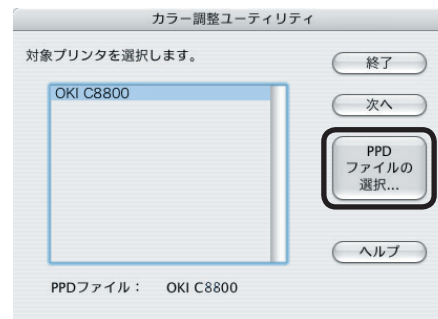 カラー調整ユーティリティ
対象プリンタを選択します。
OKI C8800
終了
次へ
PPD
ファイルの
選択...
ヘルプ
PPDファイル： OKI C8800